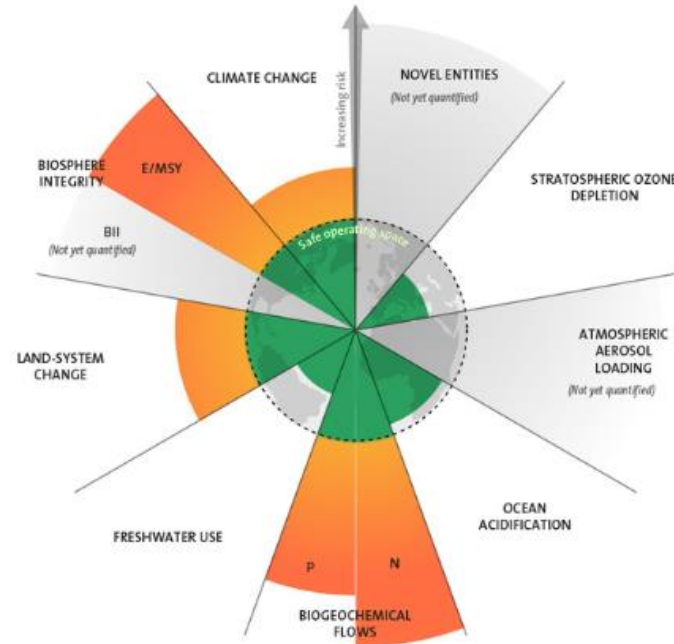 CLIMATE CHANGE
Increasing risk
NOVEL ENTITIES
(Not yet quantified)
STRATOSPHERIC OZONE
DEPLETION
BIOSPHERE
INTEGRITY
E/MSY
BII
(Not yet quantified)
Safe operating space
ATMOSPHERIC
AEROSOL
LOADING
(Not yet quantified)
LAND-SYSTEM
CHANGE
OCEAN
ACIDIFICATION
FRESHWATER USE
P
N
BIOGEOCHEMICAL
FLOWS